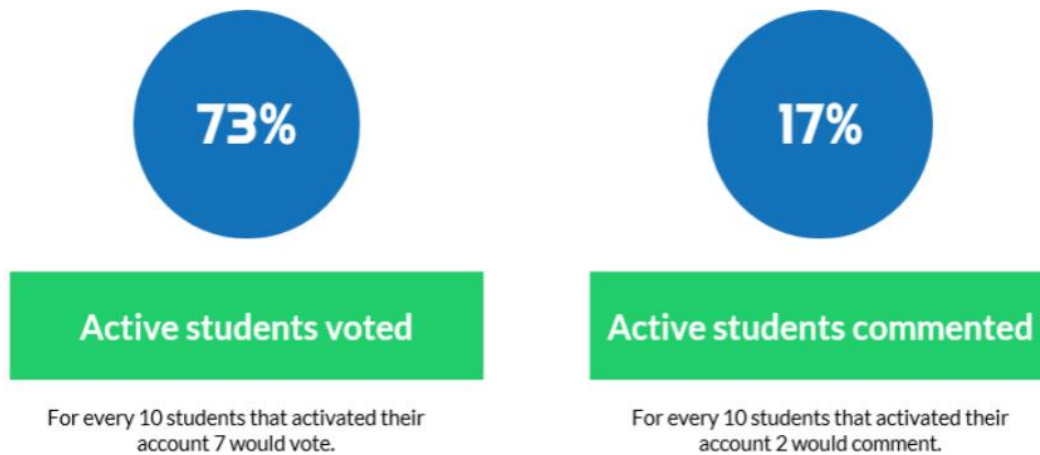 73%
17%
Active students voted
Active students commented
For every 10 students that activated their
account 7 would vote.
For every 10 students that activated their
account 2 would comment.